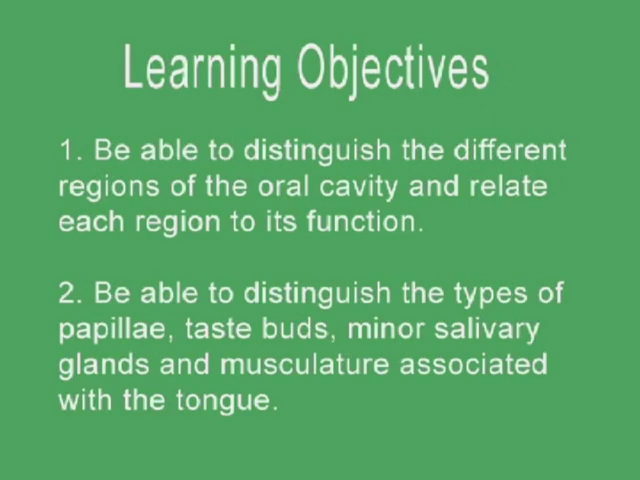 Learning Objectives
1. Be able to distinguish the different
regions of the oral cavity and relate
each region to its function.
2. Be able to distinguish the types of
papillae, taste buds, minor salivary
glands and musculature associated
with the tongue.